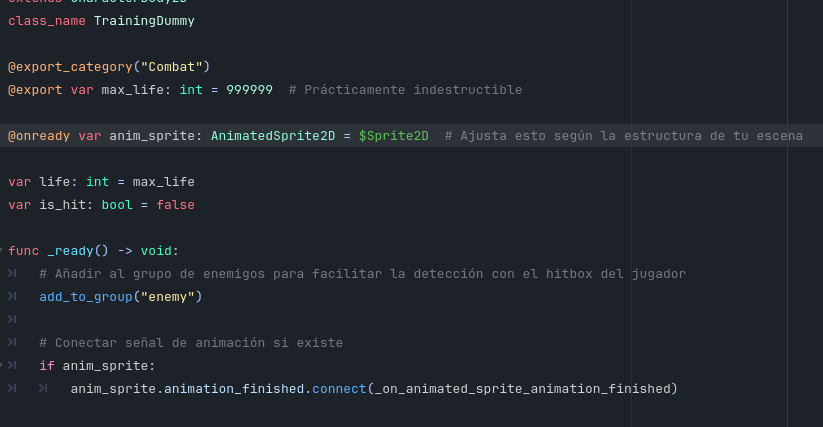 extends CharacterBody2D
class_name TrainingDummy
@export_category("Combat")
@export var max_life: int = 999999  # Prácticamente indestructible
@onready var anim_sprite: AnimatedSprite2D = $Sprite2D  # Ajusta esto según la estructura de tu escena
var life: int = max_life
var is_hit: bool = false
func _ready() -> void:
# Añadir al grupo de enemigos para facilitar la detección con el hitbox del jugador
add_to_group("enemy")
# Conectar señal de animación si existe
if anim_sprite:
anim_sprite.animation_finished.connect(_on_animated_sprite_animation_finished)